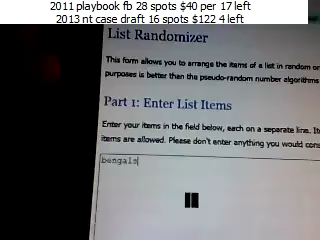 2011 playbook fb 28 spots $40 per 17 left
2013 nt case draft 16 spots $122 4 left
List Randomizer
This form allows you to arrange the items of a list in random or
purposes is better than the pseudo-random number algorithms
Part 1: Enter List Items
Enter your items in the field below, each on a separate line. It
items are allowed. Please don't enter anything you would cons
bengals